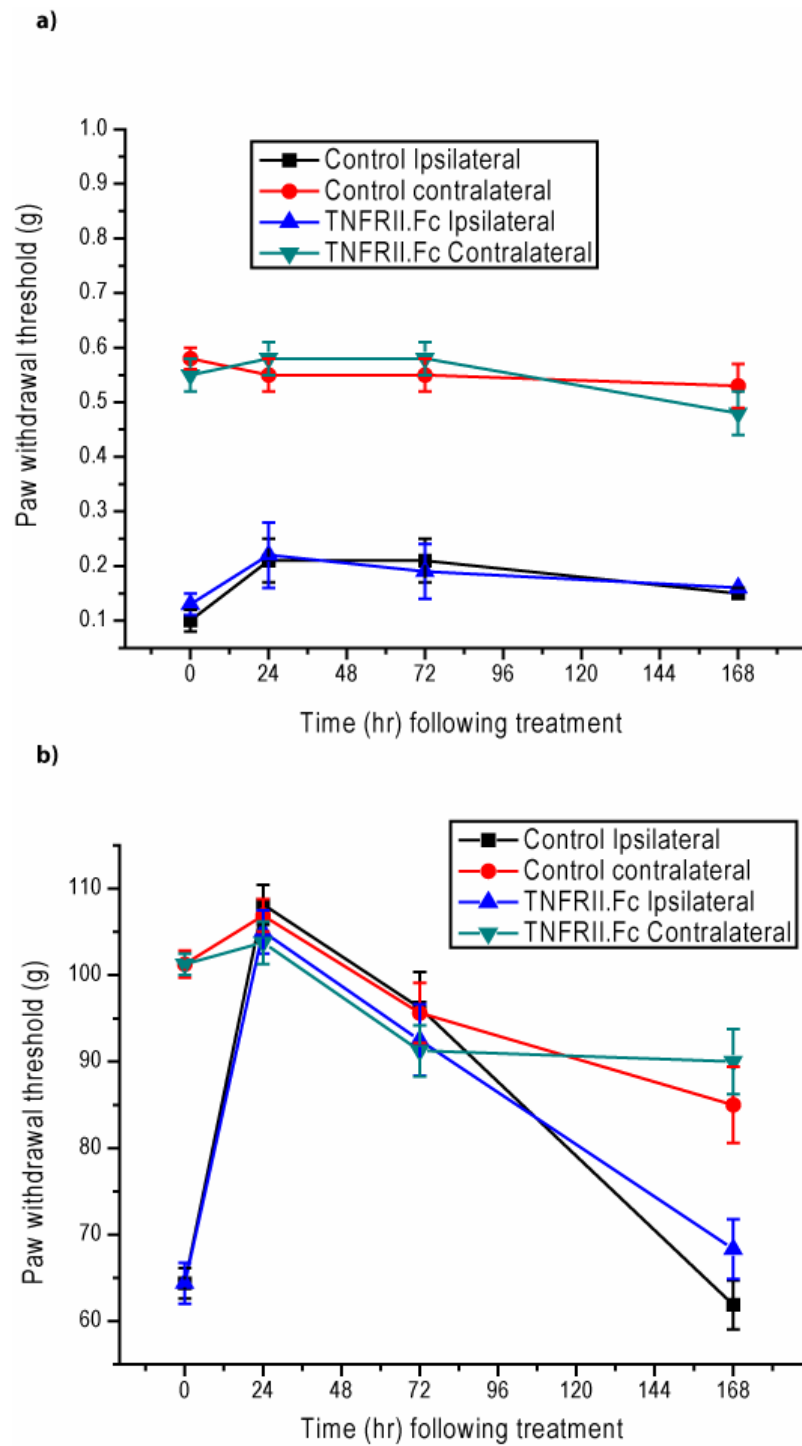 a)
1.0
0.9
0.8
0.7
0.6
0.5
0.4
0.3
0.2
0.1
Paw withdrawal threshold (g)
Control Ipsilateral
Control contralateral
TNFRII.Fc Ipsilateral
TNFRII.Fc Contralateral
0 24 48 72 96 120 144 168
Time (hr) following treatment
b)
110
100
90
80
70
60
Paw withdrawal threshold (g)
Control Ipsilateral
Control contralateral
TNFRII.Fc Ipsilateral
TNFRII.Fc Contralateral
0 24 48 72 96 120 144 168
Time (hr) following treatment